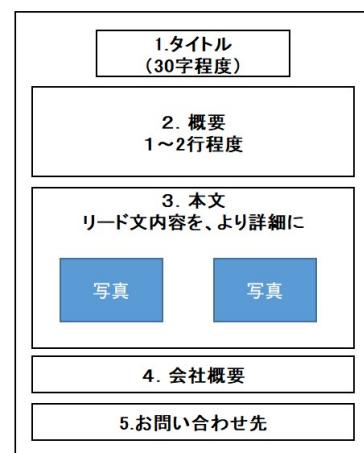 1.タイトル
（30字程度）
2．概要
1～2行程度
3．本文
リード文内容を、より詳細に
写真
写真
4．会社概要
5.お問い合わせ先